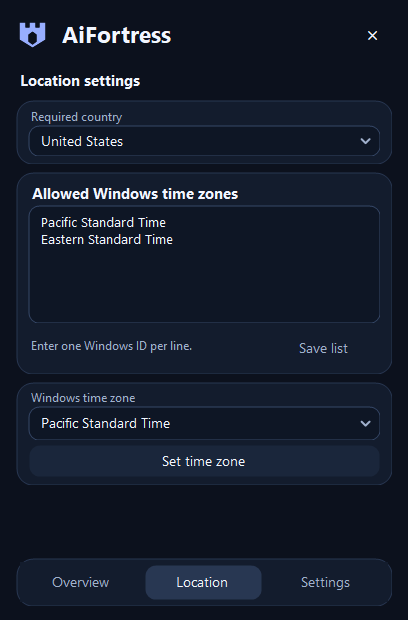 AiFortress
Location settings
Required country
United States
Allowed Windows time zones
Pacific Standard Time
Eastern Standard Time
Enter one Windows ID per line.
Save list
Windows time zone
Pacific Standard Time
Set time zone
Overview
Location
Settings